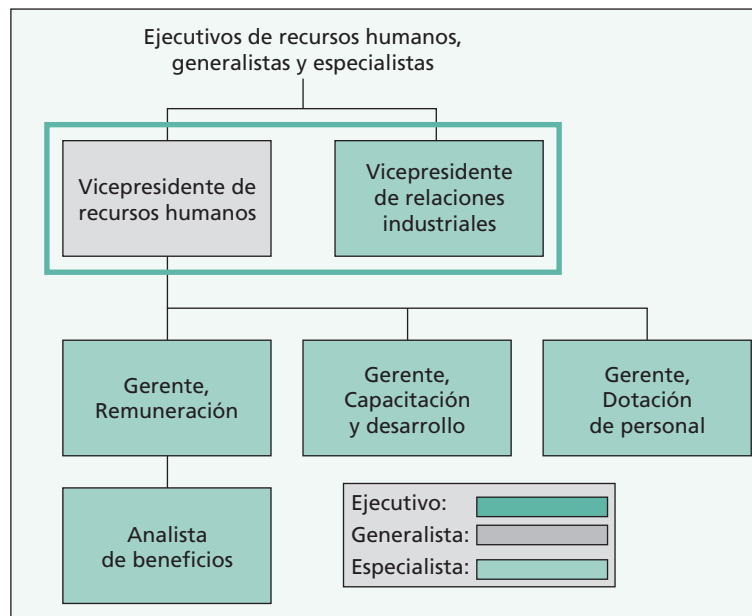 Ejecutivos de recursos humanos,
generalistas y especialistas
Vicepresidente de
recursos humanos
Vicepresidente
de relaciones
industriales
Gerente,
Remuneración
Gerente,
Capacitación
y desarrollo
Gerente,
Dotación
de personal
Analista
de beneficios
Ejecutivo:
Generalista:
Especialista: